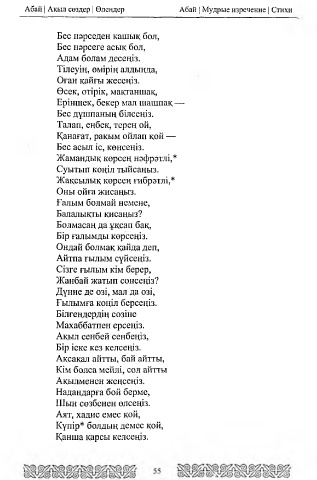 Абай | Ақыл сөздер | Өлеңдер Абай | Мудрые изречение | Стихи
Бес нәрседен қашық бол,
Бес нәрсеге асық бол,
Адам болам десеңіз.
Тілеуің, өмірің алдыңда,
Оған қайғы жесеңіз.
Өсек, өтірік, мақтаншақ,
Еріншек, бекер мал шашпақ —
Бес дұшпаның білсеңіз.
Талап, еңбек, терең ой,
Қанағат, рақым ойлап қой —
Бес асыл іс, көнсеңіз.
Жамандық көрсең нәфрәтлі,*
Суытып көңіл тыйсаңыз.
Жақсылық көрсең ғибрәтлі,*
Оны ойға жисаңыз.
Ғалым болмай немене,
Балалықты қисаңыз?
Болмасаң да ұқсап бақ,
Бір ғалымды көрсеңіз.
Ондай болмақ қайда деп,
Айтпа ғылым сүйсеңіз.
Сізге ғылым кім берер,
Жанбай жатып сөнсеңіз?
Дүние де өзі, мал да өзі,
Ғылымға көңіл берсеңіз.
Білгендердің сөзіне
Махаббатпен ерсеңіз.
Ақыл сенбей сенбеңіз,
Бір іске кез келсеңіз.
Ақсақал айтты, бай айтты,
Кім болса мейлі, сол айтты
Ақылменен жеңсеңіз.
Надандарға бой берме,
Шын сөзбенен өлсеңіз.
Аят, хадис емес қой,
Күпір* болдың демес қой,
Қанша қарсы келсеңіз.
55